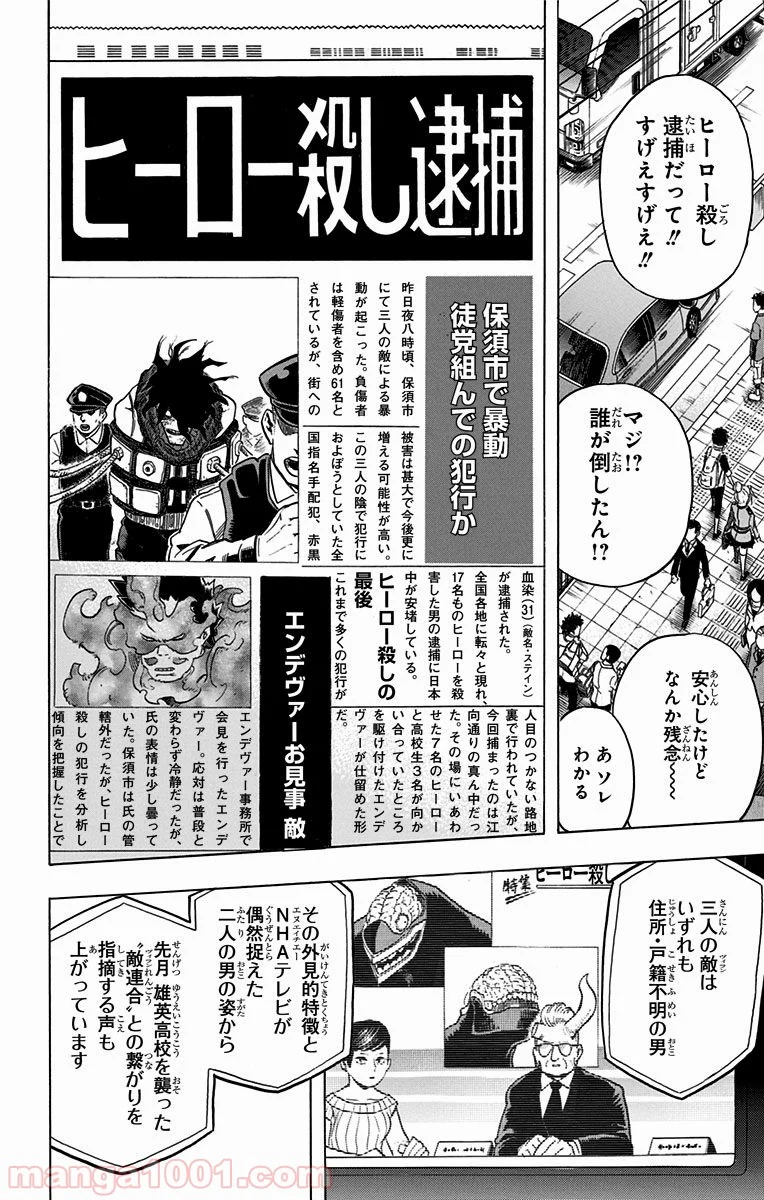 ヒーロー殺し
逮捕だって!!
すげえすげえ!!
マジ!?
誰が倒したん!?
安心したけど
なんか残念〜〜
あソレ
わかる
ヒーロー殺し逮捕
保須市で暴動
徒党組んでの犯行か
昨日夜八時頃、保須市
にて三人の敵による暴
動が起こった。負傷者
は軽傷者を含め61名と
されているが、街への
被害は甚大で今後更に
増える可能性が高い。
この三人の陰で犯行に
およぼうとしていた全
国指名手配犯、赤黒
血染(31)(敵名・ステイン)
が逮捕された。
全国各地に転々と現れ、
17名ものヒーローを殺
害した男の逮捕に日本
中が安堵している。
ヒーロー殺しの
最後
これまで多くの犯行が
人目のつかない路地
裏で行われていたが、
今回捕まったのは江
向通りの真ん中だっ
た。その場にいあわ
せた7名のヒーロー
と高校生3名が向か
い合っていたところ
を駆け付けたエンデ
ヴァーが仕留めた形
だ。
エンデヴァーお見事 敵
エンデヴァー事務所で
会見を行ったエンデ
ヴァー。応対は普段と
変わらず冷静だったが、
氏の表情は少し曇って
いた。保須市は氏の管
轄外だったが、ヒーロー
殺しの犯行を分析し
傾向を把握したことで
三人の敵は
いずれも
住所・戸籍不明の男
特集
ヒーロー殺し
その外見的特徴と
NHAテレビが
偶然捉えた
二人の男の姿から
先月 雄英高校を襲った
〝敵連合〟との繋がりを
指摘する声も
上がっています
manga1001.com